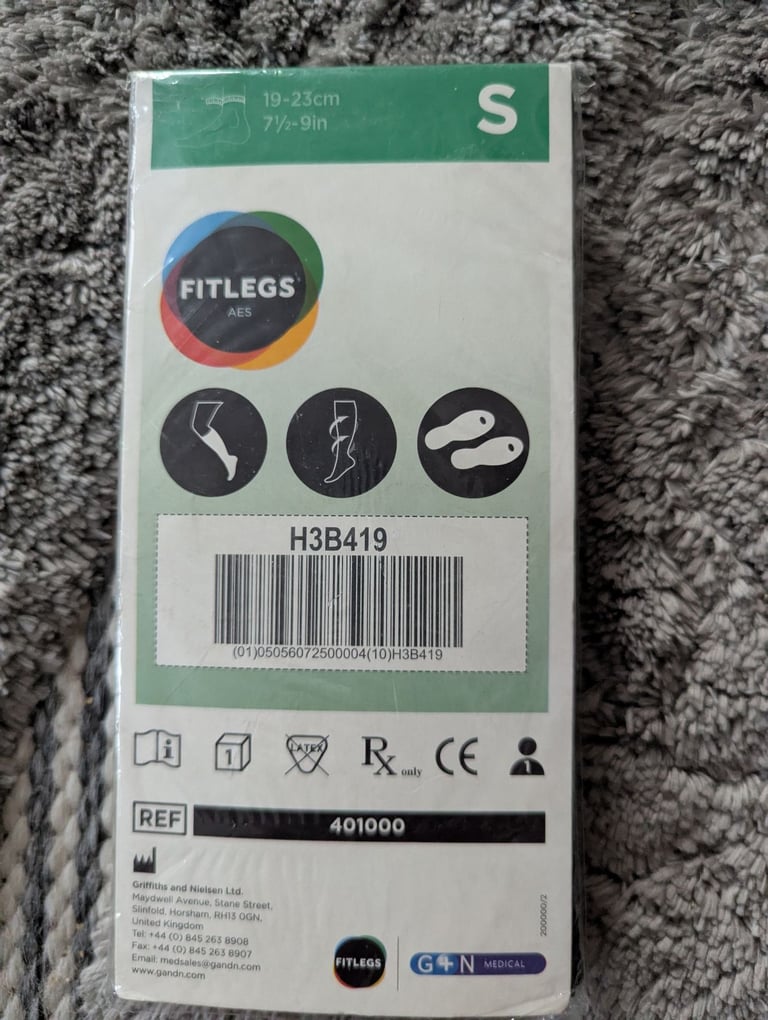 19-23cm
7½-9in
S
FITLEGS
AES
H3B419
(01)05056072500004(10)H3B419
i
1
LATEX
Rx only
CE
1
REF
401000
Griffiths and Nielsen Ltd.
Maydwell Avenue, Stane Street,
Slinfold, Horsham, RH13 0GN,
United Kingdom
Tel: +44 (0) 845 263 8908
Fax: +44 (0) 845 263 8907
Email: medsales@gandn.com
www.gandn.com
FITLEGS
G+N MEDICAL
200000/2